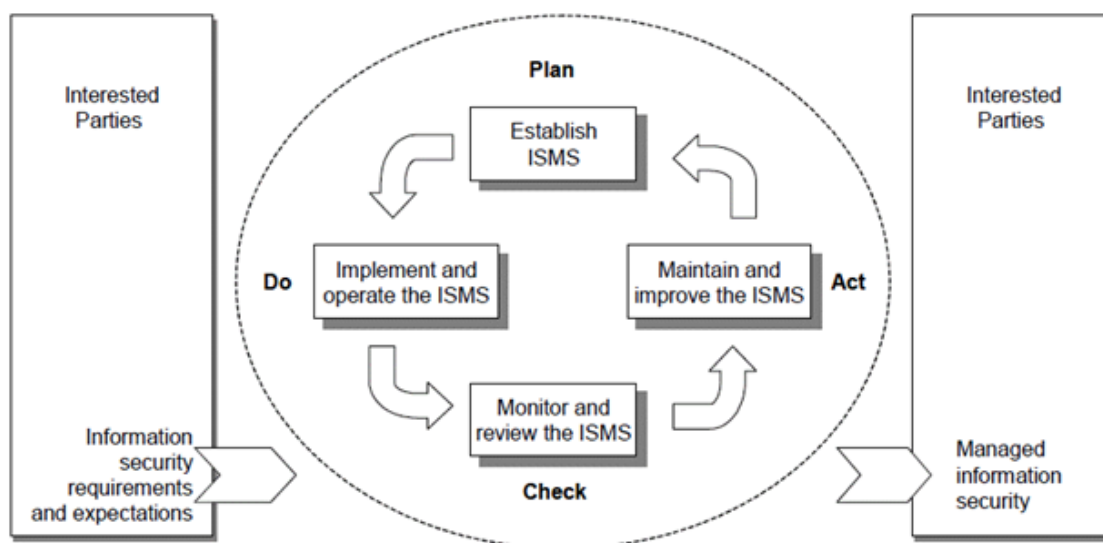 Interested
Parties
Information
security
requirements
and expectations
Plan
Establish
ISMS
Do
Implement and
operate the ISMS
Maintain and
improve the ISMS
Act
Monitor and
review the ISMS
Check
Interested
Parties
Managed
information
security